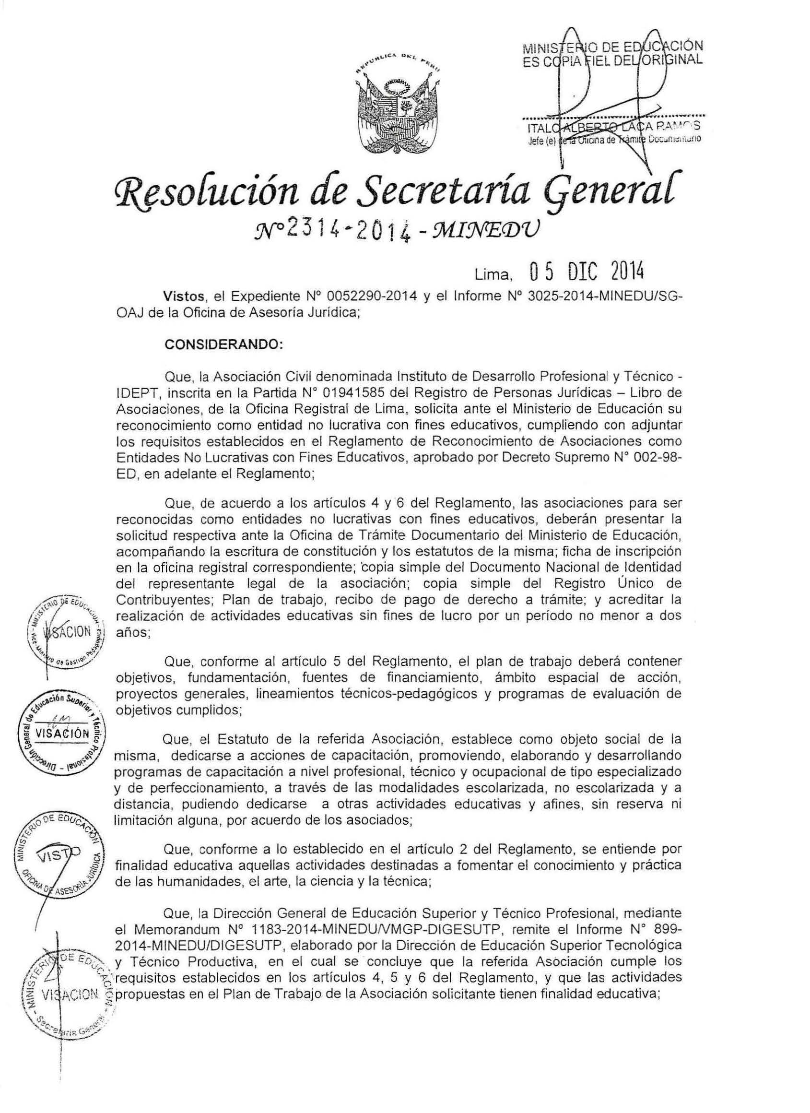 REPUBLICA DEL PERU
MINISTERIO DE EDUCACIÓN
ES COPIA FIEL DEL ORIGINAL
ITALO ALBERTO LACA RAMOS
Jefe (e) de la Oficina de Trámite Documentario
Resolución de Secretaría General
Nº 2314-2014 - MINEDU
Lima, 05 DIC 2014
Vistos, el Expediente Nº 0052290-2014 y el Informe Nº 3025-2014-MINEDU/SG-
OAJ de la Oficina de Asesoría Jurídica;
CONSIDERANDO:
Que, la Asociación Civil denominada Instituto de Desarrollo Profesional y Técnico -
IDEPT, inscrita en la Partida N° 01941585 del Registro de Personas Jurídicas – Libro de
Asociaciones, de la Oficina Registral de Lima, solicita ante el Ministerio de Educación su
reconocimiento como entidad no lucrativa con fines educativos, cumpliendo con adjuntar
los requisitos establecidos en el Reglamento de Reconocimiento de Asociaciones como
Entidades No Lucrativas con Fines Educativos, aprobado por Decreto Supremo N° 002-98-
ED, en adelante el Reglamento;
Que, de acuerdo a los artículos 4 y 6 del Reglamento, las asociaciones para ser
reconocidas como entidades no lucrativas con fines educativos, deberán presentar la
solicitud respectiva ante la Oficina de Trámite Documentario del Ministerio de Educación,
acompañando la escritura de constitución y los estatutos de la misma; ficha de inscripción
en la oficina registral correspondiente; copia simple del Documento Nacional de Identidad
del representante legal de la asociación; copia simple del Registro Único de
Contribuyentes; Plan de trabajo, recibo de pago de derecho a trámite; y acreditar la
realización de actividades educativas sin fines de lucro por un período no menor a dos
años;
Que, conforme al artículo 5 del Reglamento, el plan de trabajo deberá contener
objetivos, fundamentación, fuentes de financiamiento, ámbito espacial de acción,
proyectos generales, lineamientos técnicos-pedagógicos y programas de evaluación de
objetivos cumplidos;
Que, el Estatuto de la referida Asociación, establece como objeto social de la
misma, dedicarse a acciones de capacitación, promoviendo, elaborando y desarrollando
programas de capacitación a nivel profesional, técnico y ocupacional de tipo especializado
y de perfeccionamiento, a través de las modalidades escolarizada, no escolarizada y a
distancia, pudiendo dedicarse a otras actividades educativas y afines, sin reserva ni
limitación alguna, por acuerdo de los asociados;
Que, conforme a lo establecido en el artículo 2 del Reglamento, se entiende por
finalidad educativa aquellas actividades destinadas a fomentar el conocimiento y práctica
de las humanidades, el arte, la ciencia y la técnica;
Que, la Dirección General de Educación Superior y Técnico Profesional, mediante
el Memorandum Nº 1183-2014-MINEDU/VMGP-DIGESUTP, remite el Informe N° 899-
2014-MINEDU/DIGESUTP, elaborado por la Dirección de Educación Superior Tecnológica
y Técnico Productiva, en el cual se concluye que la referida Asociación cumple los
requisitos establecidos en los artículos 4, 5 y 6 del Reglamento, y que las actividades
propuestas en el Plan de Trabajo de la Asociación solicitante tienen finalidad educativa;
MINISTERIO DE EDUCACIÓN
VISACIÓN
Dirección General de Educación Superior y Técnico Profesional
VISACIÓN
MINISTERIO DE EDUCACIÓN
VISTO
OFICINA DE ASESORÍA JURÍDICA
MINISTERIO DE EDUCACIÓN
VISACIÓN
Secretaría General